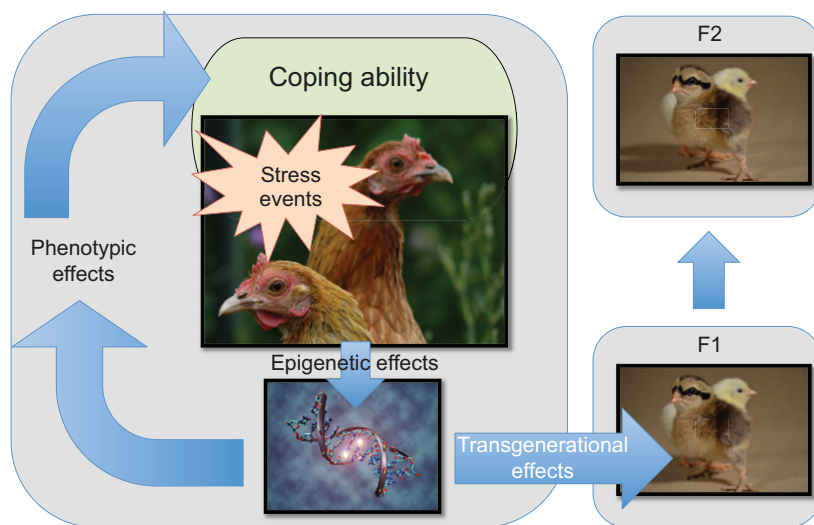 Coping ability
Stress
events
Phenotypic
effects
Epigenetic effects
Transgenerational
effects
F2
F1